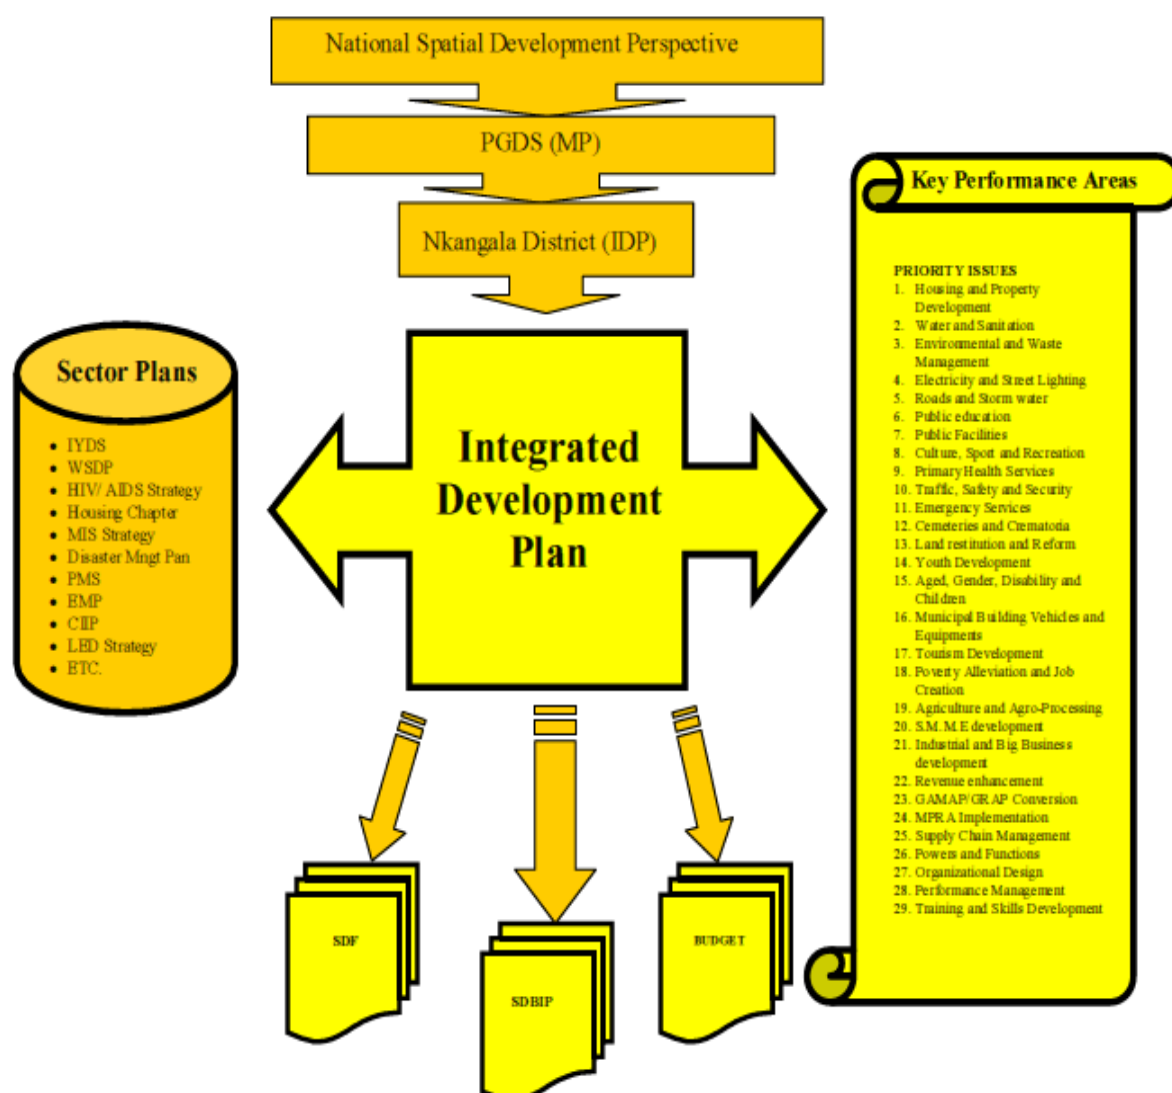 National Spatial Development Perspective
PGDS (MP)
Nkangala District (IDP)
Key Performance Areas
PRIORITY ISSUES
1. Housing and Property
Development
2. Water and Sanitation
3. Environmental and Waste
Management
4. Electricity and Street Lighting
5. Roads and Storm water
6. Public education
7. Public Facilities
8. Culture, Sport and Recreation
9. Primary Health Services
10. Traffic, Safety and Security
11. Emergency Services
12. Cemeteries and Crematoria
13. Land restitution and Reform
14. Youth Development
15. Aged, Gender, Disability and
Children
16. Municipal Building Vehicles and
Equipments
17. Tourism Development
18. Poverty Alleviation and Job
Creation
19. Agriculture and Agro-Processing
20. S.M.M.E development
21. Industrial and Big Business
development
22. Revenue enhancement
23. GAMAP/GRAP Conversion
24. MPRA Implementation
25. Supply Chain Management
26. Powers and Functions
27. Organizational Design
28. Performance Management
29. Training and Skills Development
Sector Plans
• IYDS
• WSDP
• HIV/ AIDS Strategy
• Housing Chapter
• MIS Strategy
• Disaster Mngt Pan
• PMS
• EMP
• CIIP
• LED Strategy
• ETC.
Integrated
Development
Plan
SDF
SDBIP
BUDGET